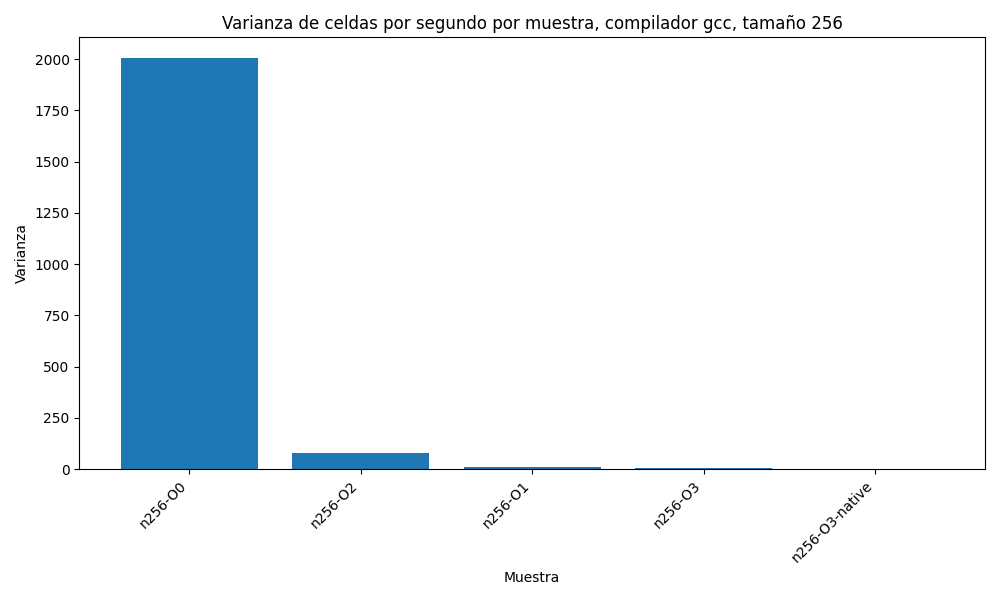 Varianza de celdas por segundo por muestra, compilador gcc, tamaño 256
2000
1750
1500
1250
1000
750
500
250
0
Varianza
n256-O0
n256-O2
n256-O1
n256-O3
n256-O3-native
Muestra